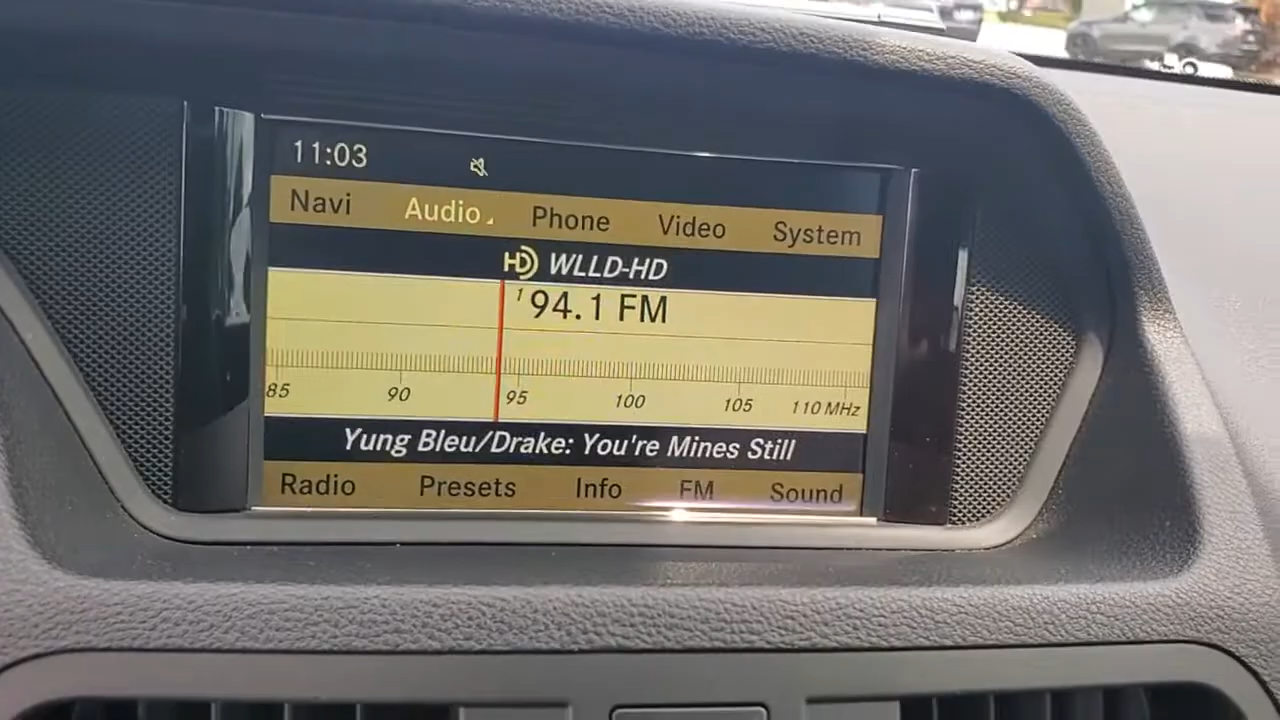 11:03
Navi Audio Phone Video System
HD WLLD-HD
1 94.1 FM
85 90 95 100 105 110 MHz
Yung Bleu/Drake: You're Mines Still
Radio Presets Info FM Sound